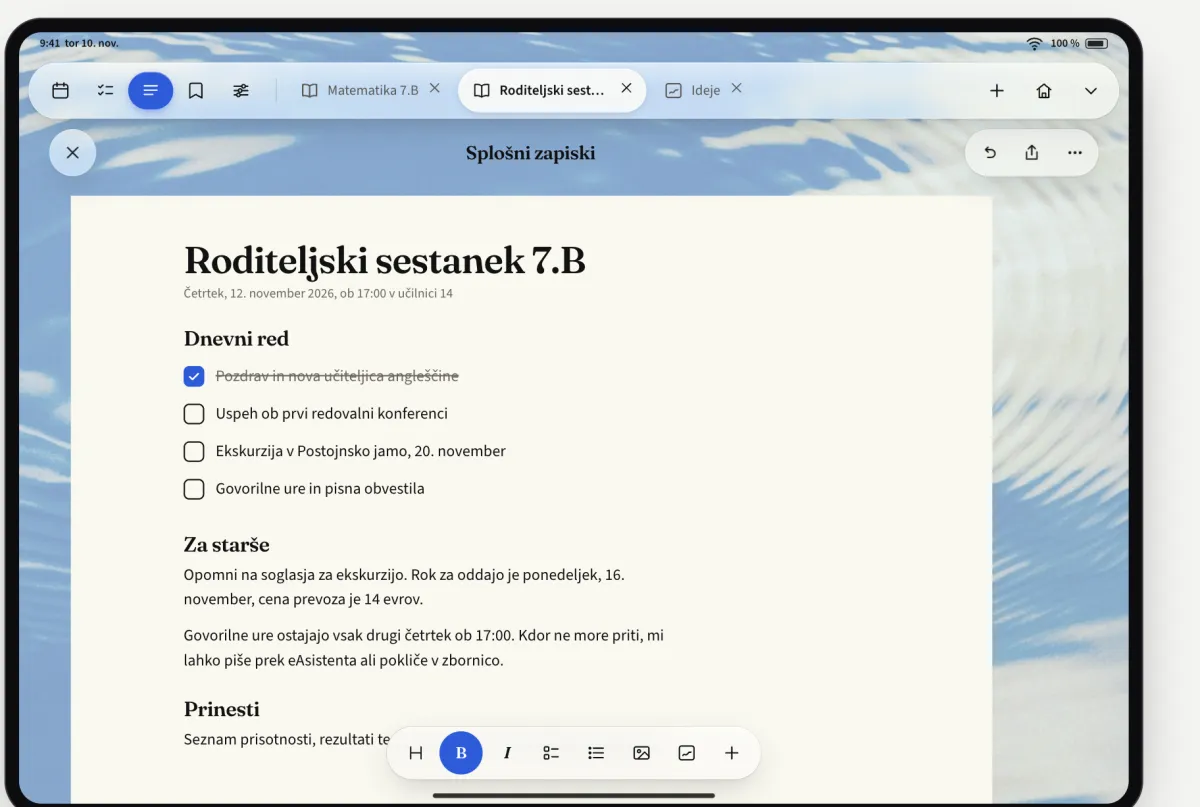 9:41 tor 10. nov.
100 %
Matematika 7.B
Roditeljski sest...
Ideje
Splošni zapiski
Roditeljski sestanek 7.B
Četrtek, 12. november 2026, ob 17:00 v učilnici 14
Dnevni red
Pozdrav in nova učiteljica angleščine
Uspeh ob prvi redovalni konferenci
Ekskurzija v Postojnsko jamo, 20. november
Govorilne ure in pisna obvestila
Za starše
Opomni na soglasja za ekskurzijo. Rok za oddajo je ponedeljek, 16.
november, cena prevoza je 14 evrov.
Govorilne ure ostajajo vsak drugi četrtek ob 17:00. Kdor ne more priti, mi
lahko piše prek eAsistenta ali pokliče v zbornico.
Prinesti
Seznam prisotnosti, rezultati te
H B I